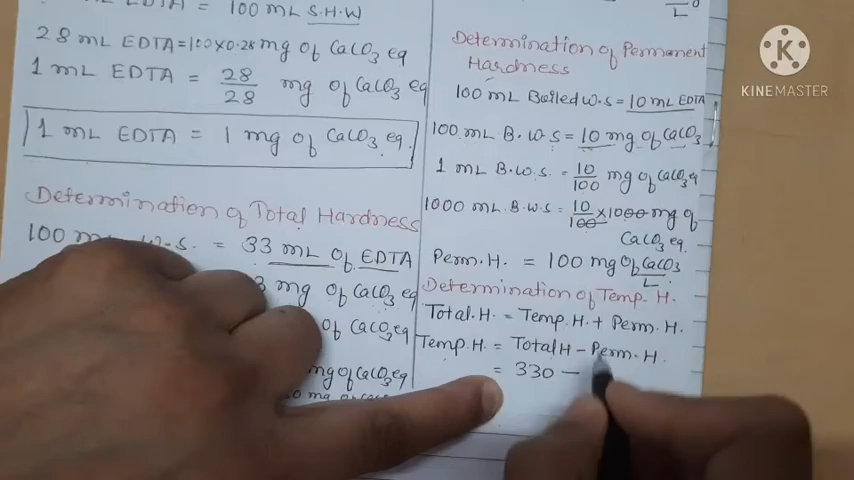 100 mL S.H.W
28 mL EDTA = 100×0.28 mg of CaCO3 eq
1 mL EDTA = 28/28 mg of CaCO3 eq
1 mL EDTA = 1 mg of CaCO3 eq.
Determination of Total Hardness
100 W.S. = 33 mL of EDTA
3 mg of CaCO3 eq
of CaCO3 eq
mg of CaCO3 eq
L
Determination of Permanent
Hardness
100 mL Boiled W.S = 10 mL EDTA
100 mL B.W.S = 10 mg of CaCO3
1 mL B.W.S. = 10/100 mg of CaCO3 eq
1000 mL B.W.S = 10/100 × 1000 mg of
CaCO3 eq.
Perm.H. = 100 mg of CaCO3
L
Determination of Temp. H.
Total.H. = Temp.H. + Perm.H.
Temp.H. = Total H - Perm.H.
= 330 -
KINEMASTER